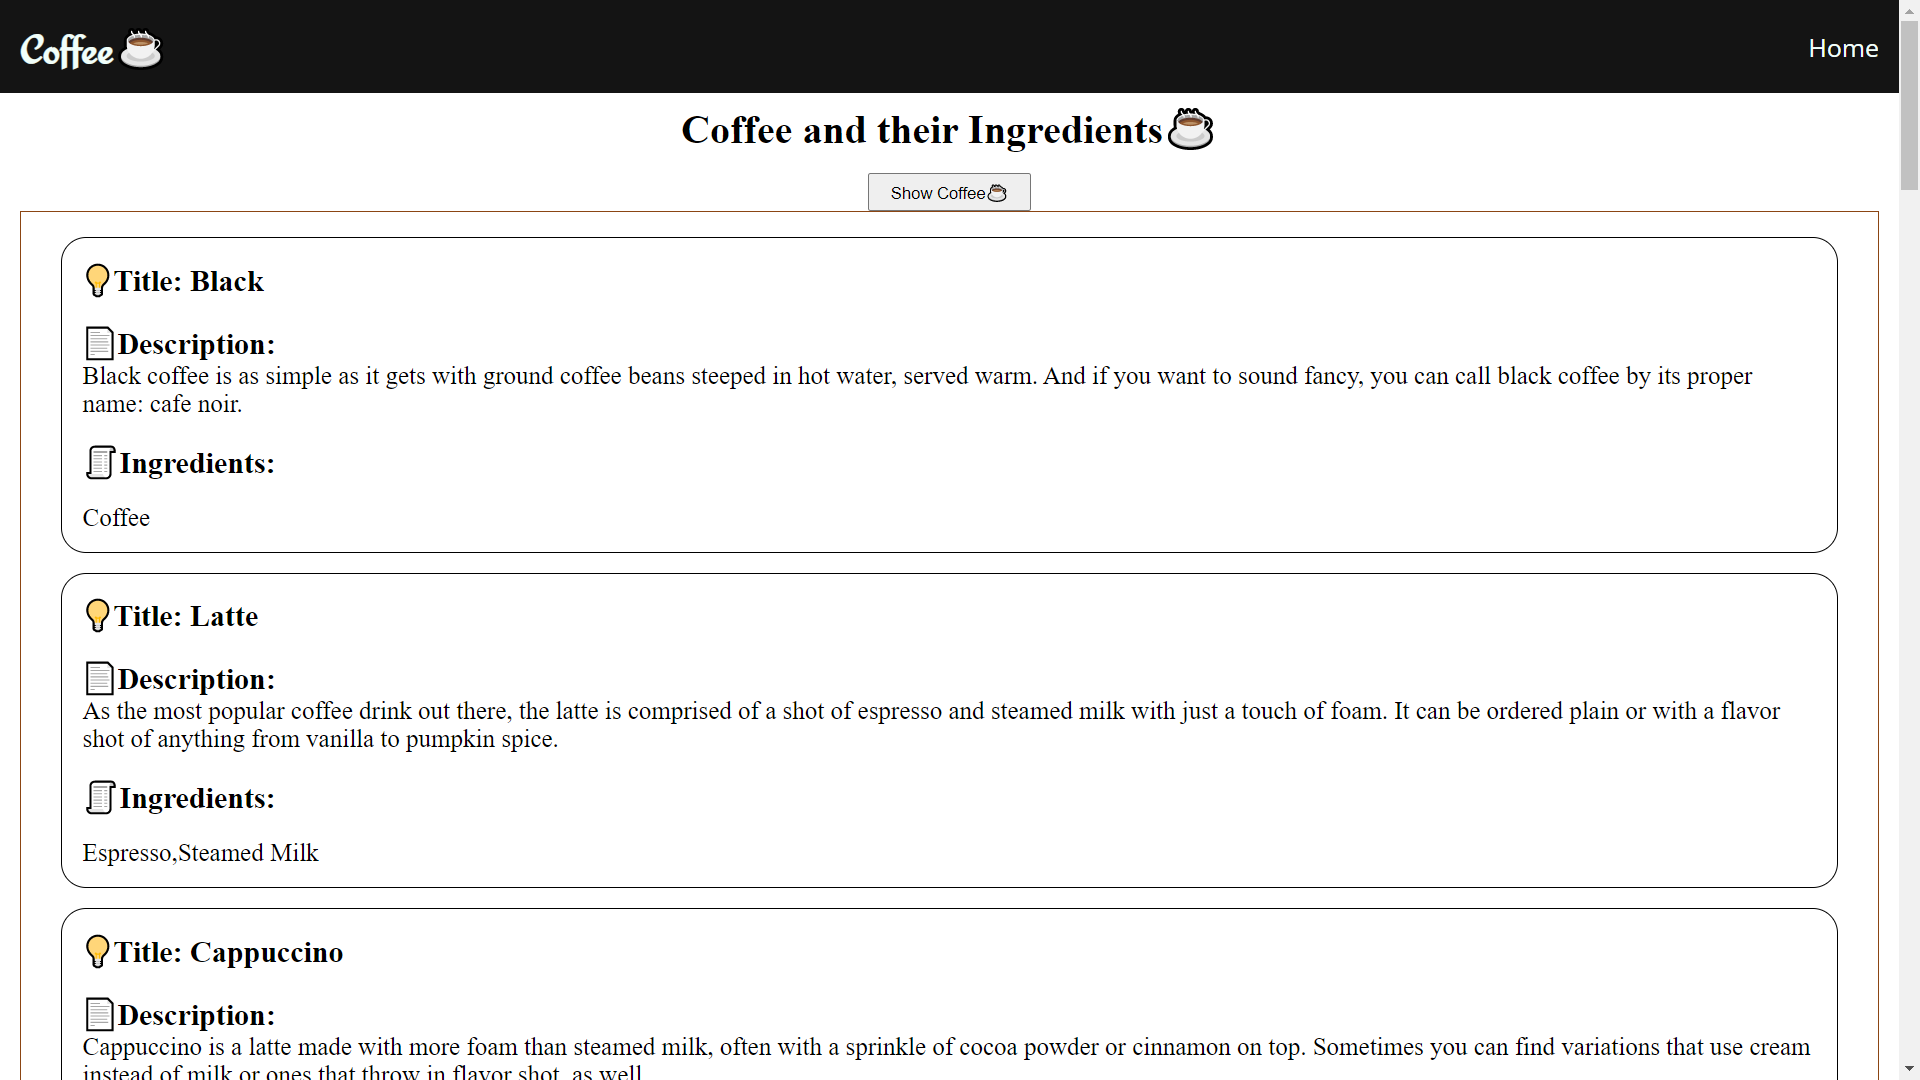 Coffee☕
Home
Coffee and their Ingredients☕
Show Coffee☕
💡Title: Black
📄Description:
Black coffee is as simple as it gets with ground coffee beans steeped in hot water, served warm. And if you want to sound fancy, you can call black coffee by its proper
name: cafe noir.
🧾Ingredients:
Coffee
💡Title: Latte
📄Description:
As the most popular coffee drink out there, the latte is comprised of a shot of espresso and steamed milk with just a touch of foam. It can be ordered plain or with a flavor
shot of anything from vanilla to pumpkin spice.
🧾Ingredients:
Espresso,Steamed Milk
💡Title: Cappuccino
📄Description:
Cappuccino is a latte made with more foam than steamed milk, often with a sprinkle of cocoa powder or cinnamon on top. Sometimes you can find variations that use cream
instead of milk or ones that throw in flavor shot, as well.